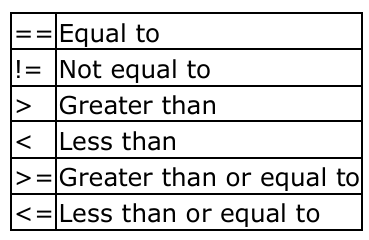 == Equal to
!= Not equal to
> Greater than
< Less than
>= Greater than or equal to
<= Less than or equal to